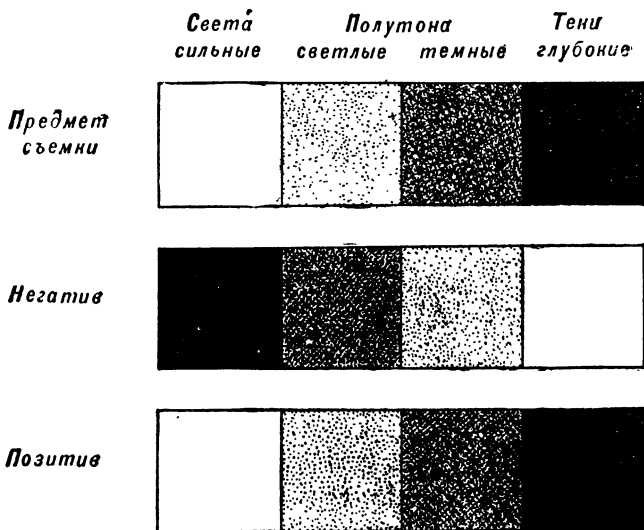 Света́ Полутона Тени
сильные светлые темные глубокие
Предмет
съемки
Негатив
Позитив